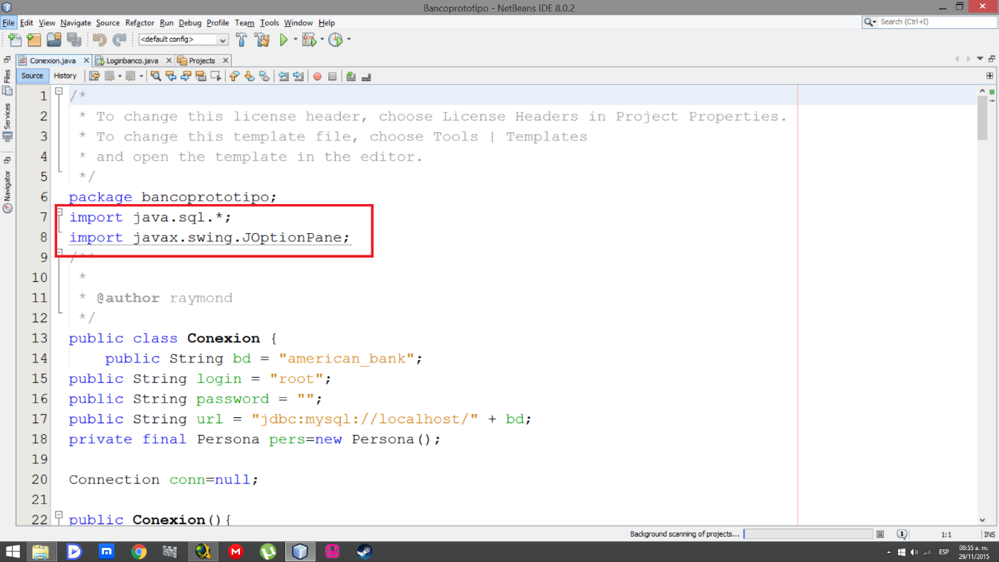 Bancoprototipo - NetBeans IDE 8.0.2
File Edit View Navigate Source Refactor Run Debug Profile Team Tools Window Help
Search (Ctrl+I)
<default config>
Conexion.java Loginbanco.java Projects
Source History
Files
Services
Navigator
1 /*
2 * To change this license header, choose License Headers in Project Properties.
3 * To change this template file, choose Tools | Templates
4 * and open the template in the editor.
5 */
6 package bancoprototipo;
7 import java.sql.*;
8 import javax.swing.JOptionPane;
9 /**
10 *
11 * @author raymond
12 */
13 public class Conexion {
14 public String bd = "american_bank";
15 public String login = "root";
16 public String password = "";
17 public String url = "jdbc:mysql://localhost/" + bd;
18 private final Persona pers=new Persona();
19
20 Connection conn=null;
21
22 public Conexion(){
Background scanning of projects... 1 1:1 INS
ESP 08:55 a. m.
29/11/2015